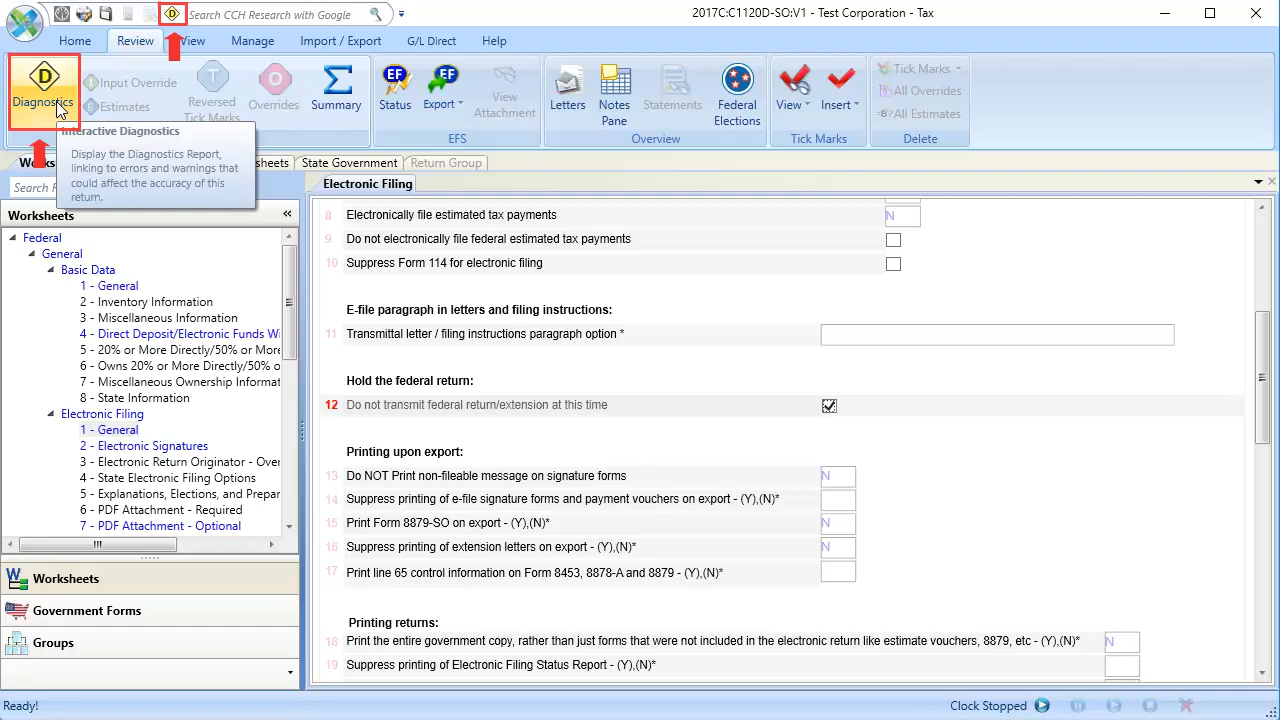 D
Search CCH Research with Google
2017C:C1120D-SO:V1 - Test Corporation - Tax
Home
Review
View
Manage
Import / Export
G/L Direct
Help
D
Diagnostics
Input Override
Estimates
T
Reversed
Tick Marks
O
Overrides
Σ
Summary
EF
Status
EF
Export
View
Attachment
EFS
Letters
Notes
Pane
Statements
Federal
Elections
Overview
View
Insert
Tick Marks
Tick Marks
All Overrides
All Estimates
Delete
Interactive Diagnostics
Display the Diagnostics Report,
linking to errors and warnings that
could affect the accuracy of this
return.
State Government
Return Group
Electronic Filing
Worksheets
Federal
General
Basic Data
1 - General
2 - Inventory Information
3 - Miscellaneous Information
4 - Direct Deposit/Electronic Funds
5 - 20% or More Directly/50% or More
6 - Owns 20% or More Directly/50% o
7 - Miscellaneous Ownership Informat
8 - State Information
Electronic Filing
1 - General
2 - Electronic Signatures
3 - Electronic Return Originator - Over
4 - State Electronic Filing Options
5 - Explanations, Elections, and Prepar
6 - PDF Attachment - Required
7 - PDF Attachment - Optional
W
Worksheets
Government Forms
Groups
8 Electronically file estimated tax payments N
9 Do not electronically file federal estimated tax payments
10 Suppress Form 114 for electronic filing
E-file paragraph in letters and filing instructions:
11 Transmittal letter / filing instructions paragraph option *
Hold the federal return:
12 Do not transmit federal return/extension at this time
Printing upon export:
13 Do NOT Print non-fileable message on signature forms N
14 Suppress printing of e-file signature forms and payment vouchers on export - (Y),(N)*
15 Print Form 8879-SO on export - (Y),(N)* N
16 Suppress printing of extension letters on export - (Y),(N)* N
17 Print line 65 control information on Form 8453, 8878-A and 8879 - (Y),(N)*
Printing returns:
18 Print the entire government copy, rather than just forms that were not included in the electronic return like estimate vouchers, 8879, etc - (Y),(N)* N
19 Suppress printing of Electronic Filing Status Report - (Y),(N)*
Ready!
Clock Stopped